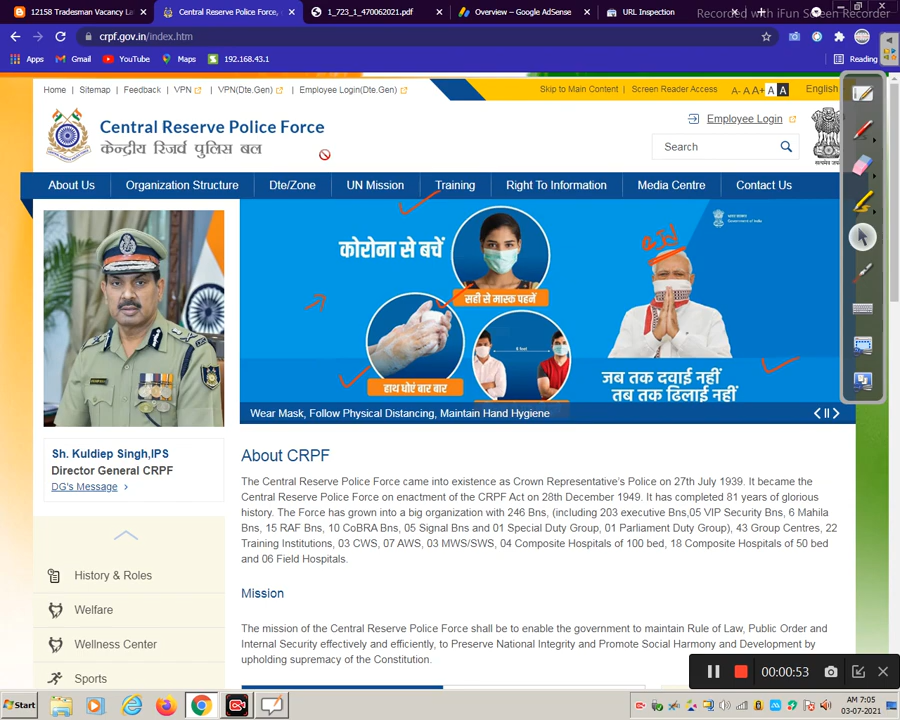 12158 Tradesman Vacancy La
Central Reserve Police Force,
1_723_1_470062021.pdf
Overview – Google AdSense
URL Inspection
Recorded with iFun Screen Recorder
crpf.gov.in/index.htm
Apps
Gmail
YouTube
Maps
192.168.43.1
Reading
Home | Sitemap | Feedback | VPN | VPN(Dte.Gen) | Employee Login(Dte.Gen)
Skip to Main Content | Screen Reader Access
A- A A+ A A
English
Central Reserve Police Force
केन्द्रीय रिजर्व पुलिस बल
Employee Login
Search
About Us
Organization Structure
Dte/Zone
UN Mission
Training
Right To Information
Media Centre
Contact Us
कोरोना से बचें
सही से मास्क पहनें
हाथ धोएं बार बार
6 feet
भारत सरकार
Government of India
जब तक दवाई नहीं
तब तक ढिलाई नहीं
Wear Mask, Follow Physical Distancing, Maintain Hand Hygiene
Sh. Kuldiep Singh,IPS
Director General CRPF
DG's Message
History & Roles
Welfare
Wellness Center
Sports
About CRPF
The Central Reserve Police Force came into existence as Crown Representative's Police on 27th July 1939. It became the
Central Reserve Police Force on enactment of the CRPF Act on 28th December 1949. It has completed 81 years of glorious
history. The Force has grown into a big organization with 246 Bns, (including 203 executive Bns,05 VIP Security Bns, 6 Mahila
Bns, 15 RAF Bns, 10 CoBRA Bns, 05 Signal Bns and 01 Special Duty Group, 01 Parliament Duty Group), 43 Group Centres, 22
Training Institutions, 03 CWS, 07 AWS, 03 MWS/SWS, 04 Composite Hospitals of 100 bed, 18 Composite Hospitals of 50 bed
and 06 Field Hospitals.
Mission
The mission of the Central Reserve Police Force shall be to enable the government to maintain Rule of Law, Public Order and
Internal Security effectively and efficiently, to Preserve National Integrity and Promote Social Harmony and Development by
upholding supremacy of the Constitution.
00:00:53
Start
AM 7:05
03-07-2021